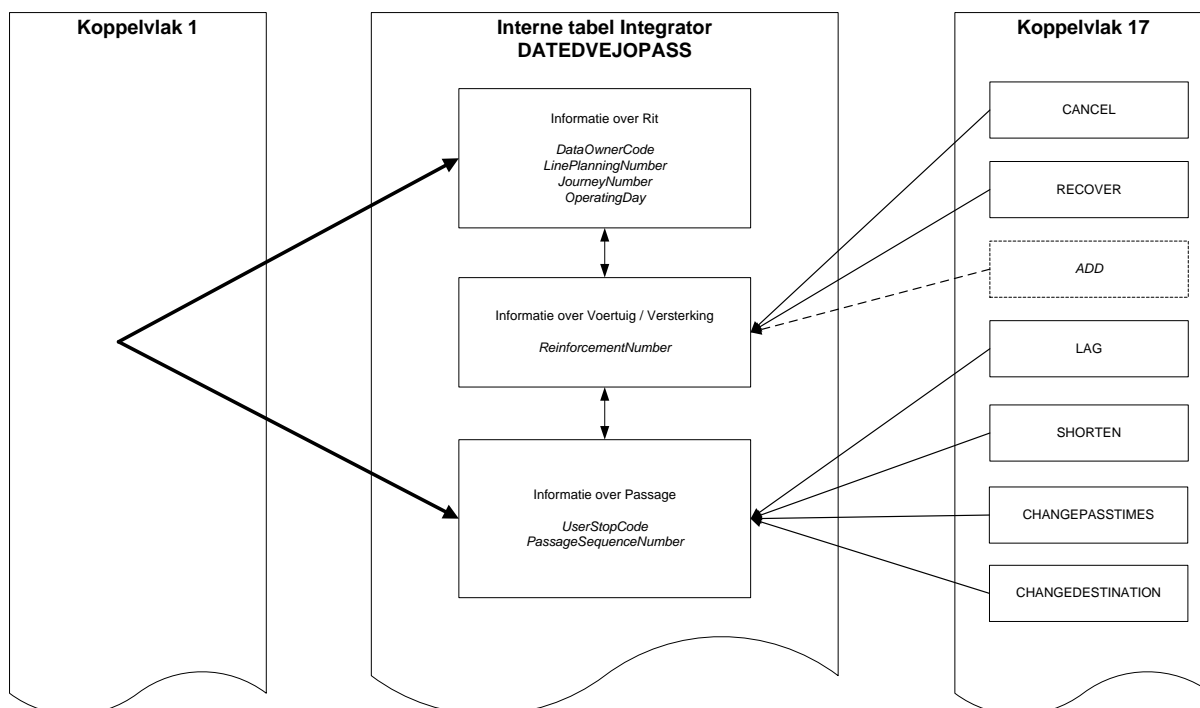 Koppelvlak 1
Interne tabel Integrator
DATEDVEJOPASS
Informatie over Rit
DataOwnerCode
LinePlanningNumber
JourneyNumber
OperatingDay
Informatie over Voertuig / Versterking
ReinforcementNumber
Informatie over Passage
UserStopCode
PassageSequenceNumber
Koppelvlak 17
CANCEL
RECOVER
ADD
LAG
SHORTEN
CHANGEPASSTIMES
CHANGEDESTINATION